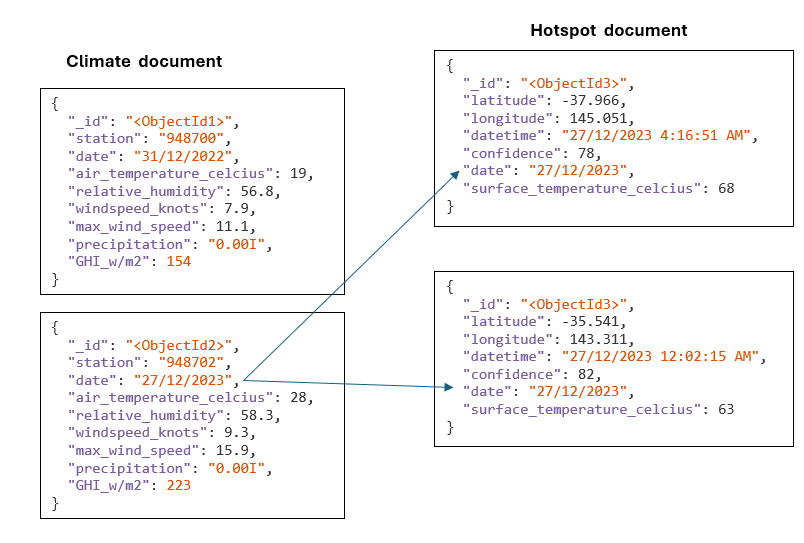 Climate document
{
"_id": "<ObjectId1>",
"station": "948700",
"date": "31/12/2022",
"air_temperature_celcius": 19,
"relative_humidity": 56.8,
"windspeed_knots": 7.9,
"max_wind_speed": 11.1,
"precipitation": "0.00I",
"GHI_w/m2": 154
}
{
"_id": "<ObjectId2>",
"station": "948702",
"date": "27/12/2023",
"air_temperature_celcius": 28,
"relative_humidity": 58.3,
"windspeed_knots": 9.3,
"max_wind_speed": 15.9,
"precipitation": "0.00I",
"GHI_w/m2": 223
}
Hotspot document
{
"_id": "<ObjectId3>",
"latitude": -37.966,
"longitude": 145.051,
"datetime": "27/12/2023 4:16:51 AM",
"confidence": 78,
"date": "27/12/2023",
"surface_temperature_celcius": 68
}
{
"_id": "<ObjectId3>",
"latitude": -35.541,
"longitude": 143.311,
"datetime": "27/12/2023 12:02:15 AM",
"confidence": 82,
"date": "27/12/2023",
"surface_temperature_celcius": 63
}